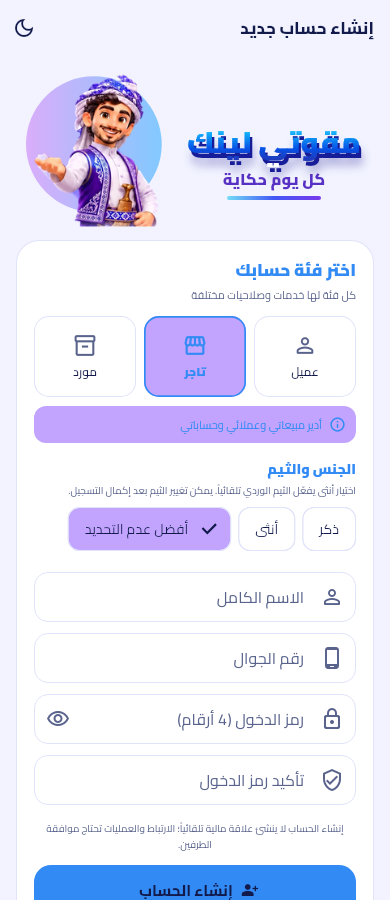 إنشاء حساب جديد
مقوتي لينك
كل يوم حكاية
اختر فئة حسابك
كل فئة لها خدمات وصلاحيات مختلفة
عميل
تاجر
مورد
أدير مبيعاتي وعملائي وحساباتي
الجنس والثيم
اختيار أنثى يفعّل الثيم الوردي تلقائياً. يمكن تغيير الثيم بعد إكمال التسجيل.
ذكر
أنثى
أفضل عدم التحديد
الاسم الكامل
رقم الجوال
رمز الدخول (4 أرقام)
تأكيد رمز الدخول
إنشاء الحساب لا ينشئ علاقة مالية تلقائياً؛ الارتباط والعمليات تحتاج موافقة
الطرفين.
إنشاء الحساب